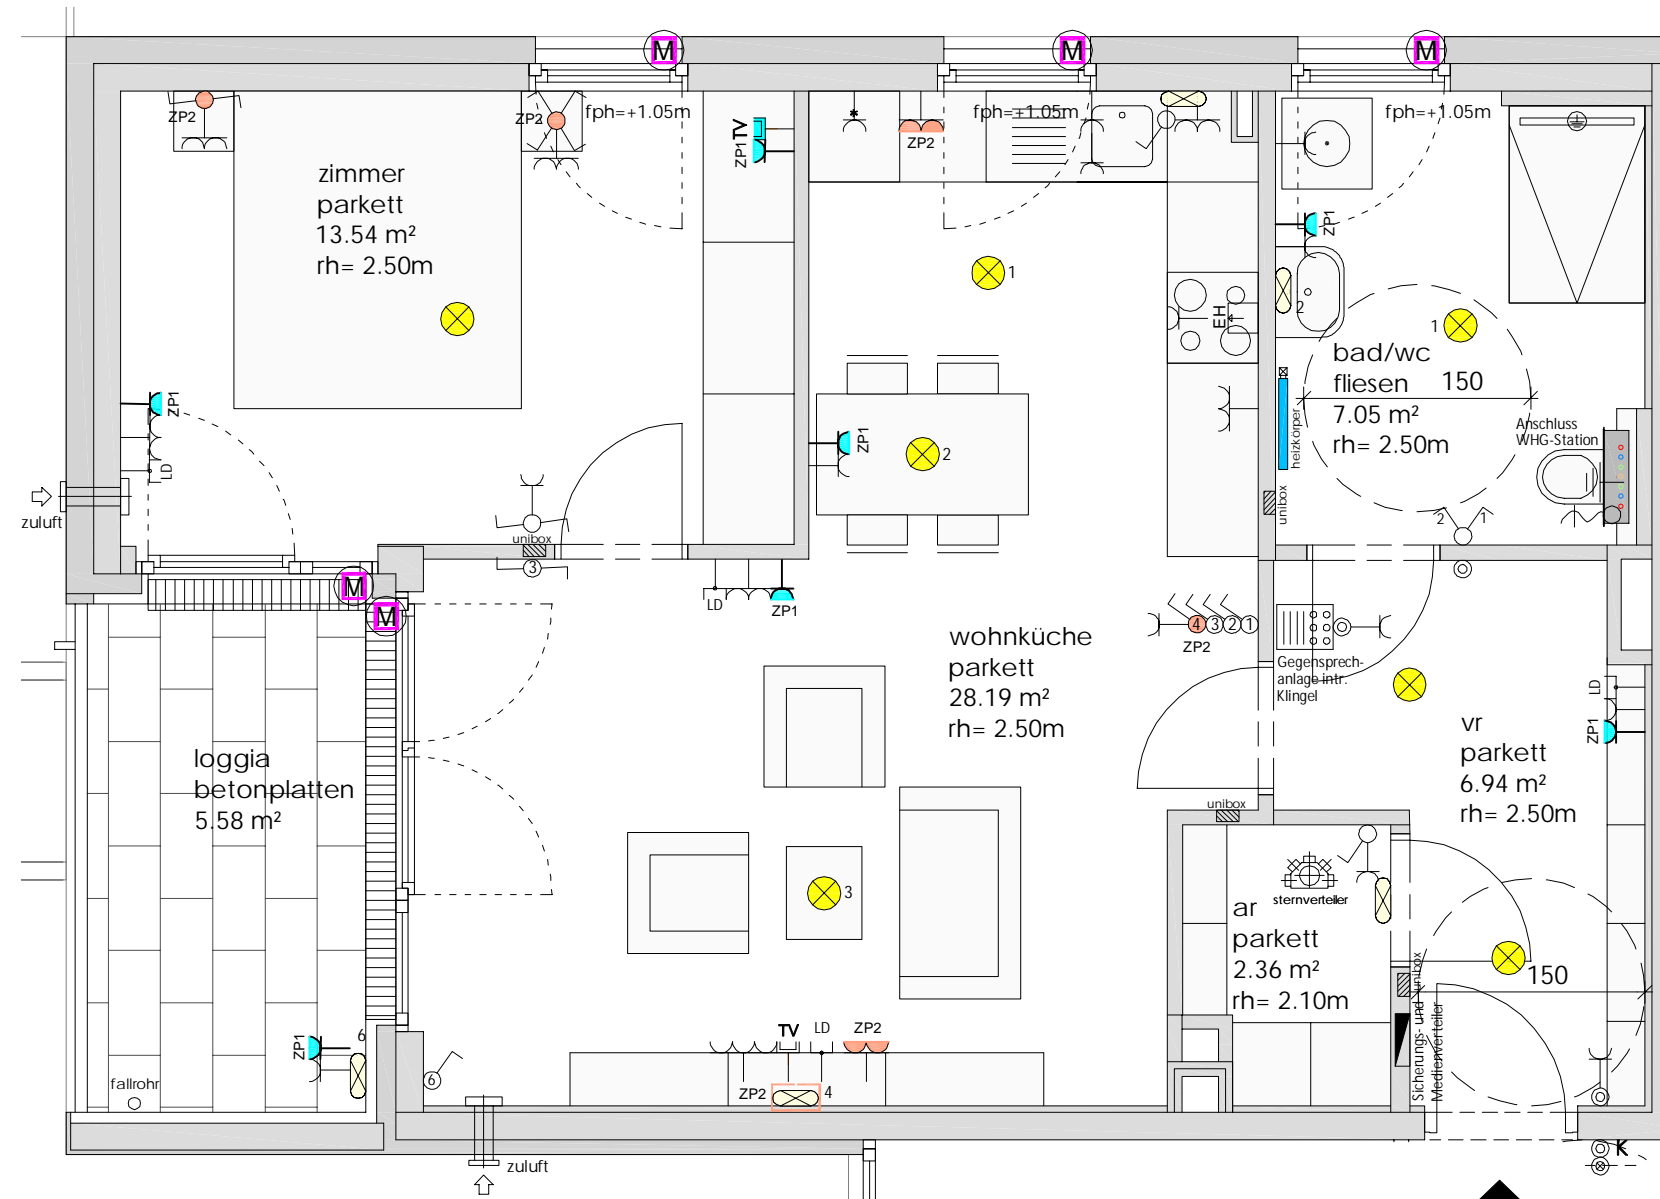 M
M
M
ZP2
ZP2
fph=+1.05m
TV
ZP1
ZP2
fph=+1.05m
fph=+1.05m
zimmer
parkett
13.54 m²
rh= 2.50m
ZP1
1
EH
2
1
bad/wc
fliesen
7.05 m²
rh= 2.50m
150
Anschluss
WHG-Station
heizkörper
unibox
ZP1
LD
ZP1
2
zuluft
unibox
3
2
1
M
M
LD
ZP1
4
3
2
1
ZP2
Gegensprech-
anlage intr.
Klingel
wohnküche
parkett
28.19 m²
rh= 2.50m
LD
ZP1
vr
parkett
6.94 m²
rh= 2.50m
loggia
betonplatten
5.58 m²
unibox
sternverteiler
3
ar
parkett
2.36 m²
rh= 2.10m
150
unibox
Sicherungs- und
Medienverteiler
ZP1
6
6
TV
LD
ZP2
ZP2
4
fallrohr
zuluft
K